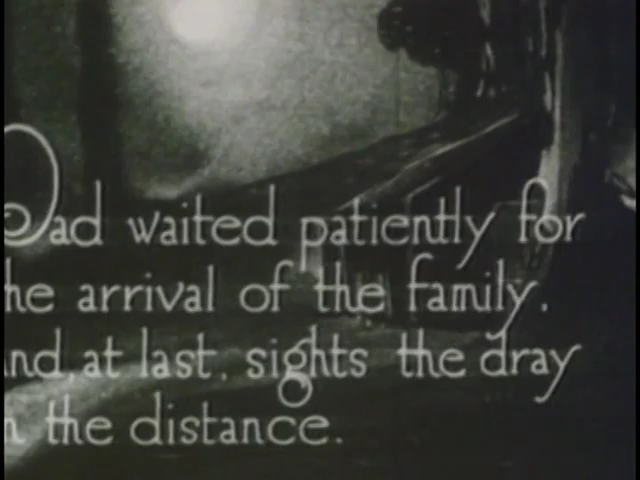 Dad waited patiently for
he arrival of the family.
nd, at last, sights the dray
n the distance.